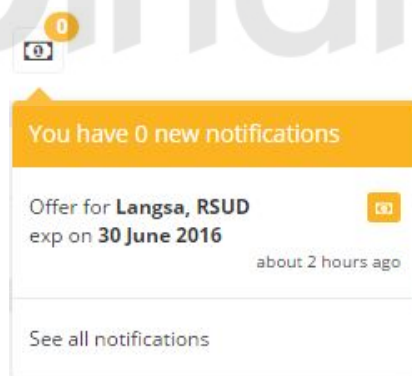 0
You have 0 new notifications
Offer for Langsa, RSUD
exp on 30 June 2016
about 2 hours ago
See all notifications